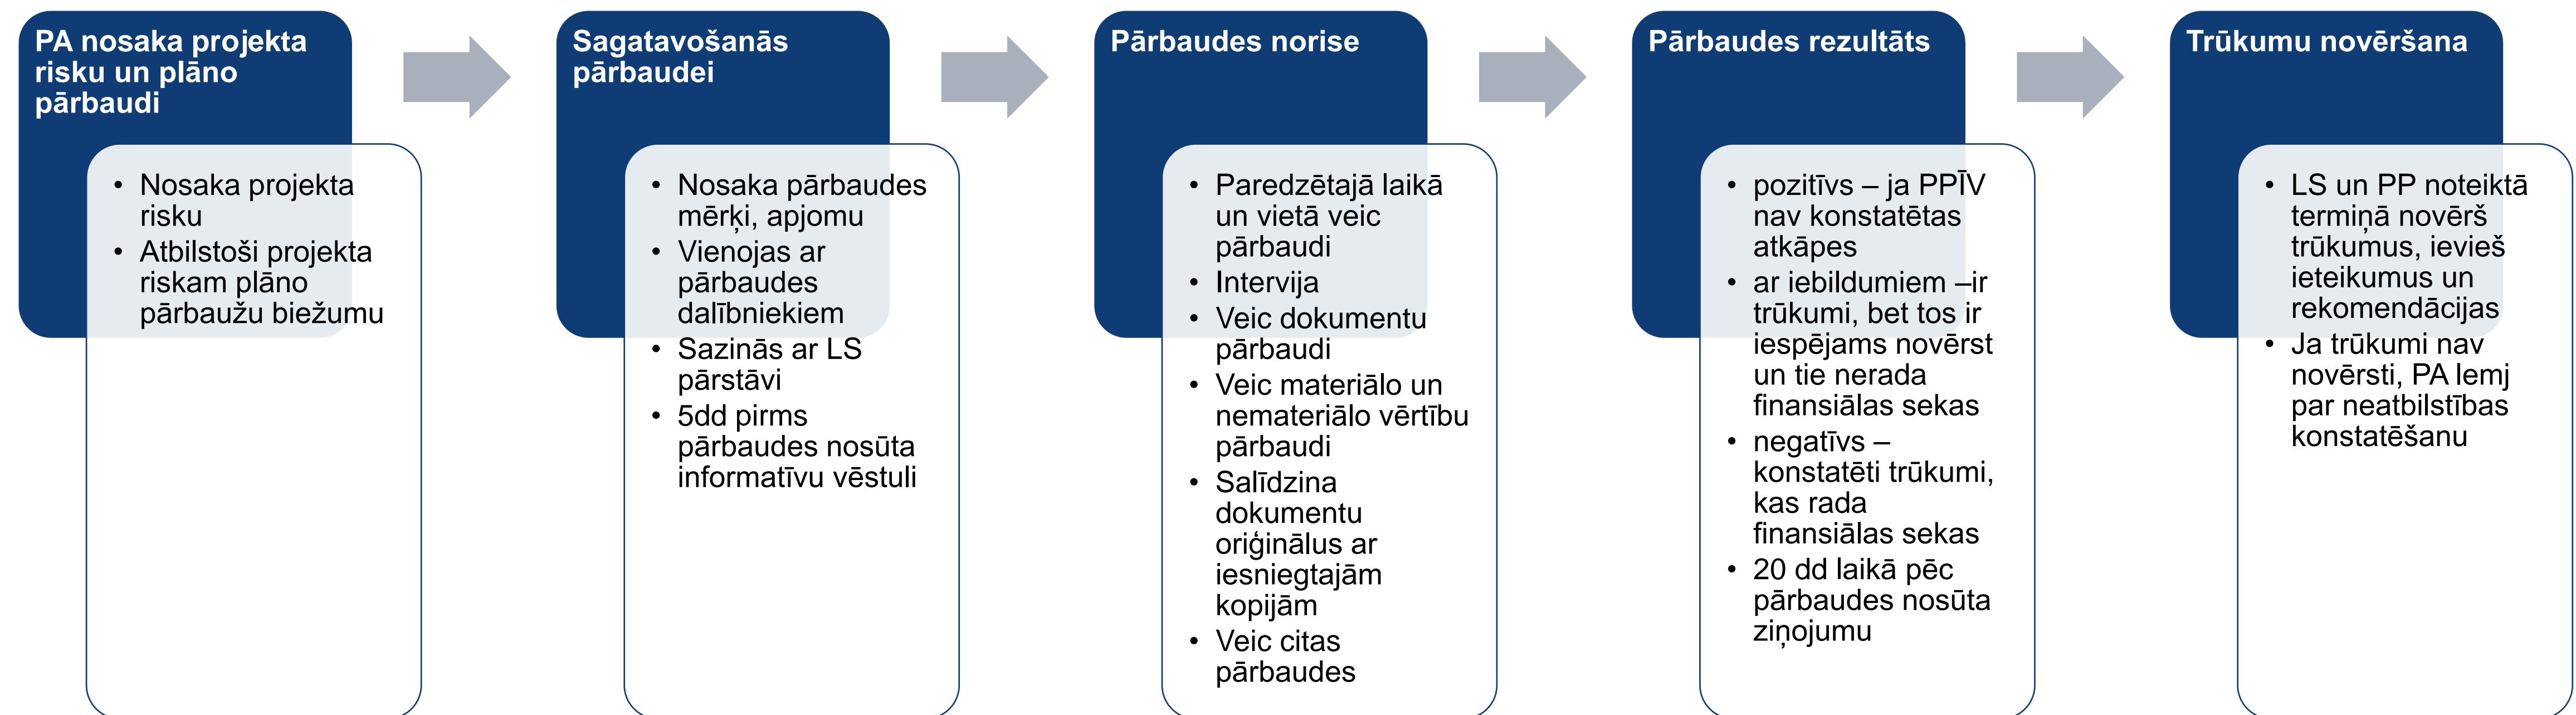 PA nosaka projekta
risku un plāno
pārbaudi
• Nosaka projekta
risku
• Atbilstoši projekta
riskam plāno
pārbaužu biežumu
Sagatavošanās
pārbaudei
• Nosaka pārbaudes
mērķi, apjomu
• Vienojas ar
pārbaudes
dalībniekiem
• Sazinās ar LS
pārstāvi
• 5dd pirms
pārbaudes nosūta
informatīvu vēstuli
Pārbaudes norise
• Paredzētajā laikā
un vietā veic
pārbaudi
• Intervija
• Veic dokumentu
pārbaudi
• Veic materiālo un
nemateriālo vērtību
pārbaudi
• Salīdzina
dokumentu
oriģinālus ar
iesniegtajām
kopijām
• Veic citas
pārbaudes
Pārbaudes rezultāts
• pozitīvs – ja PPĪV
nav konstatētas
atkāpes
• ar iebildumiem –ir
trūkumi, bet tos ir
iespējams novērst
un tie nerada
finansiālas sekas
• negatīvs –
konstatēti trūkumi,
kas rada
finansiālas sekas
• 20 dd laikā pēc
pārbaudes nosūta
ziņojumu
Trūkumu novēršana
• LS un PP noteiktā
termiņā novērš
trūkumus, ievieš
ieteikumus un
rekomendācijas
• Ja trūkumi nav
novērsti, PA lemj
par neatbilstības
konstatēšanu